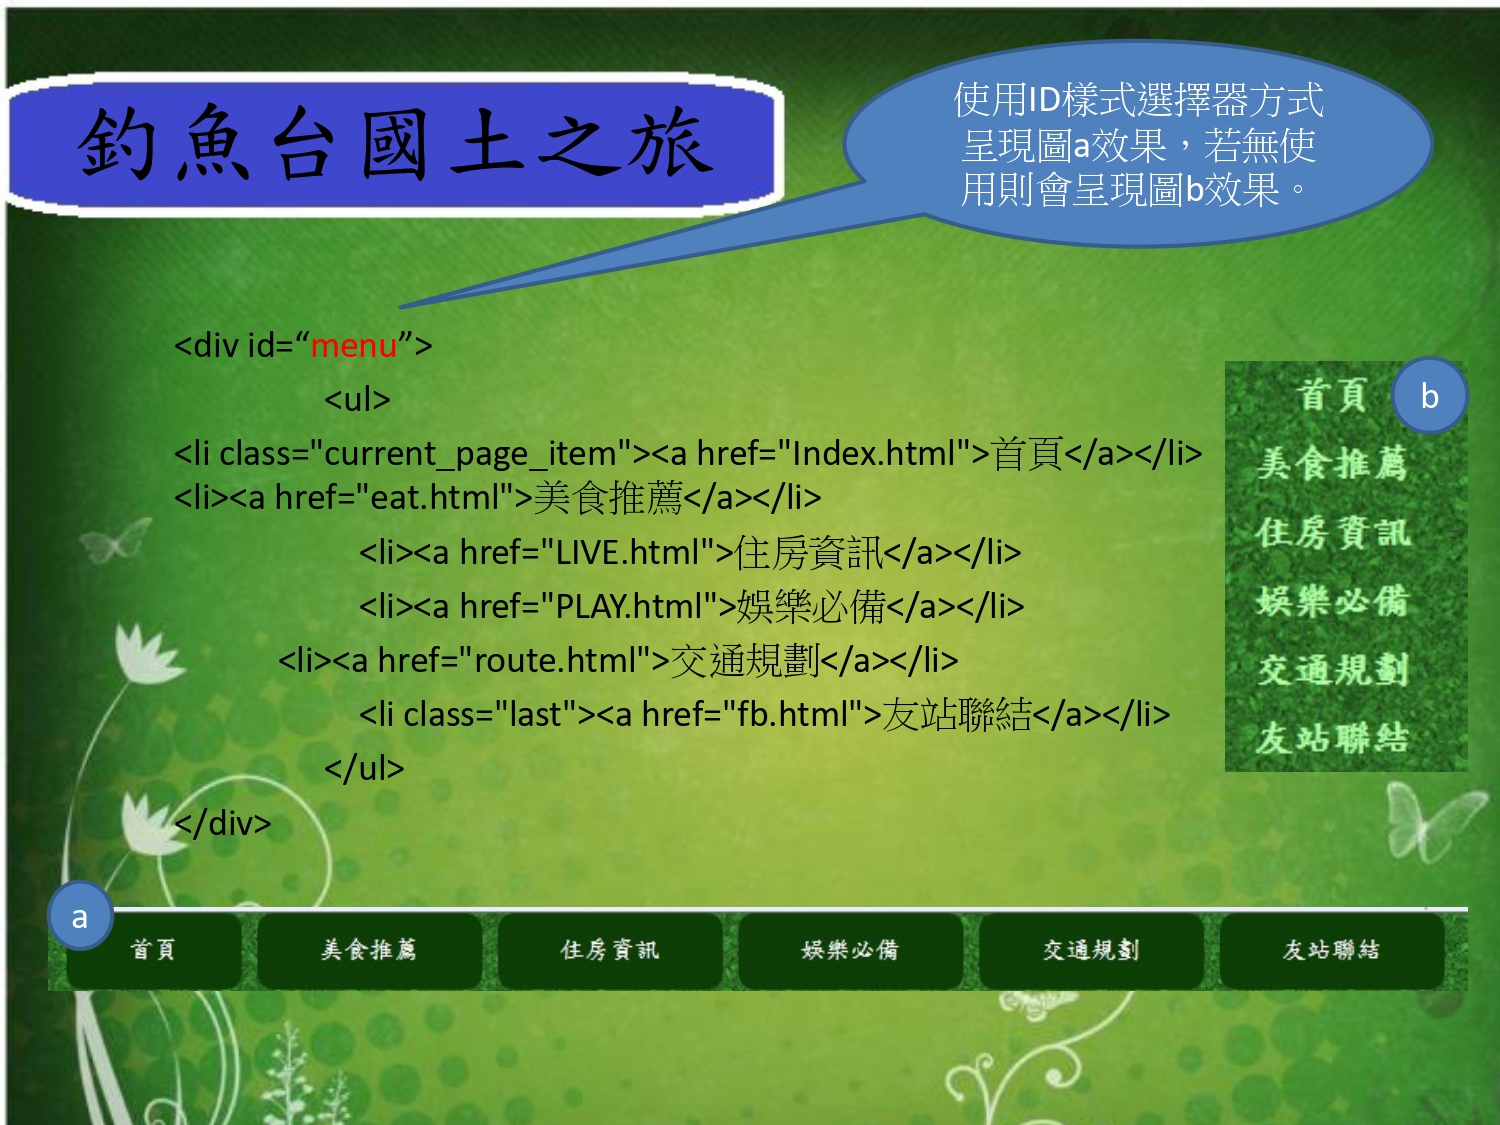 釣魚台國土之旅
使用ID樣式選擇器方式
呈現圖a效果，若無使
用則會呈現圖b效果。
<div id=“menu”>
<ul>
<li class="current_page_item"><a href="Index.html">首頁</a></li>
<li><a href="eat.html">美食推薦</a></li>
<li><a href="LIVE.html">住房資訊</a></li>
<li><a href="PLAY.html">娛樂必備</a></li>
<li><a href="route.html">交通規劃</a></li>
<li class="last"><a href="fb.html">友站聯結</a></li>
</ul>
</div>
b
首頁
美食推薦
住房資訊
娛樂必備
交通規劃
友站聯結
a
首頁 美食推薦 住房資訊 娛樂必備 交通規劃 友站聯結